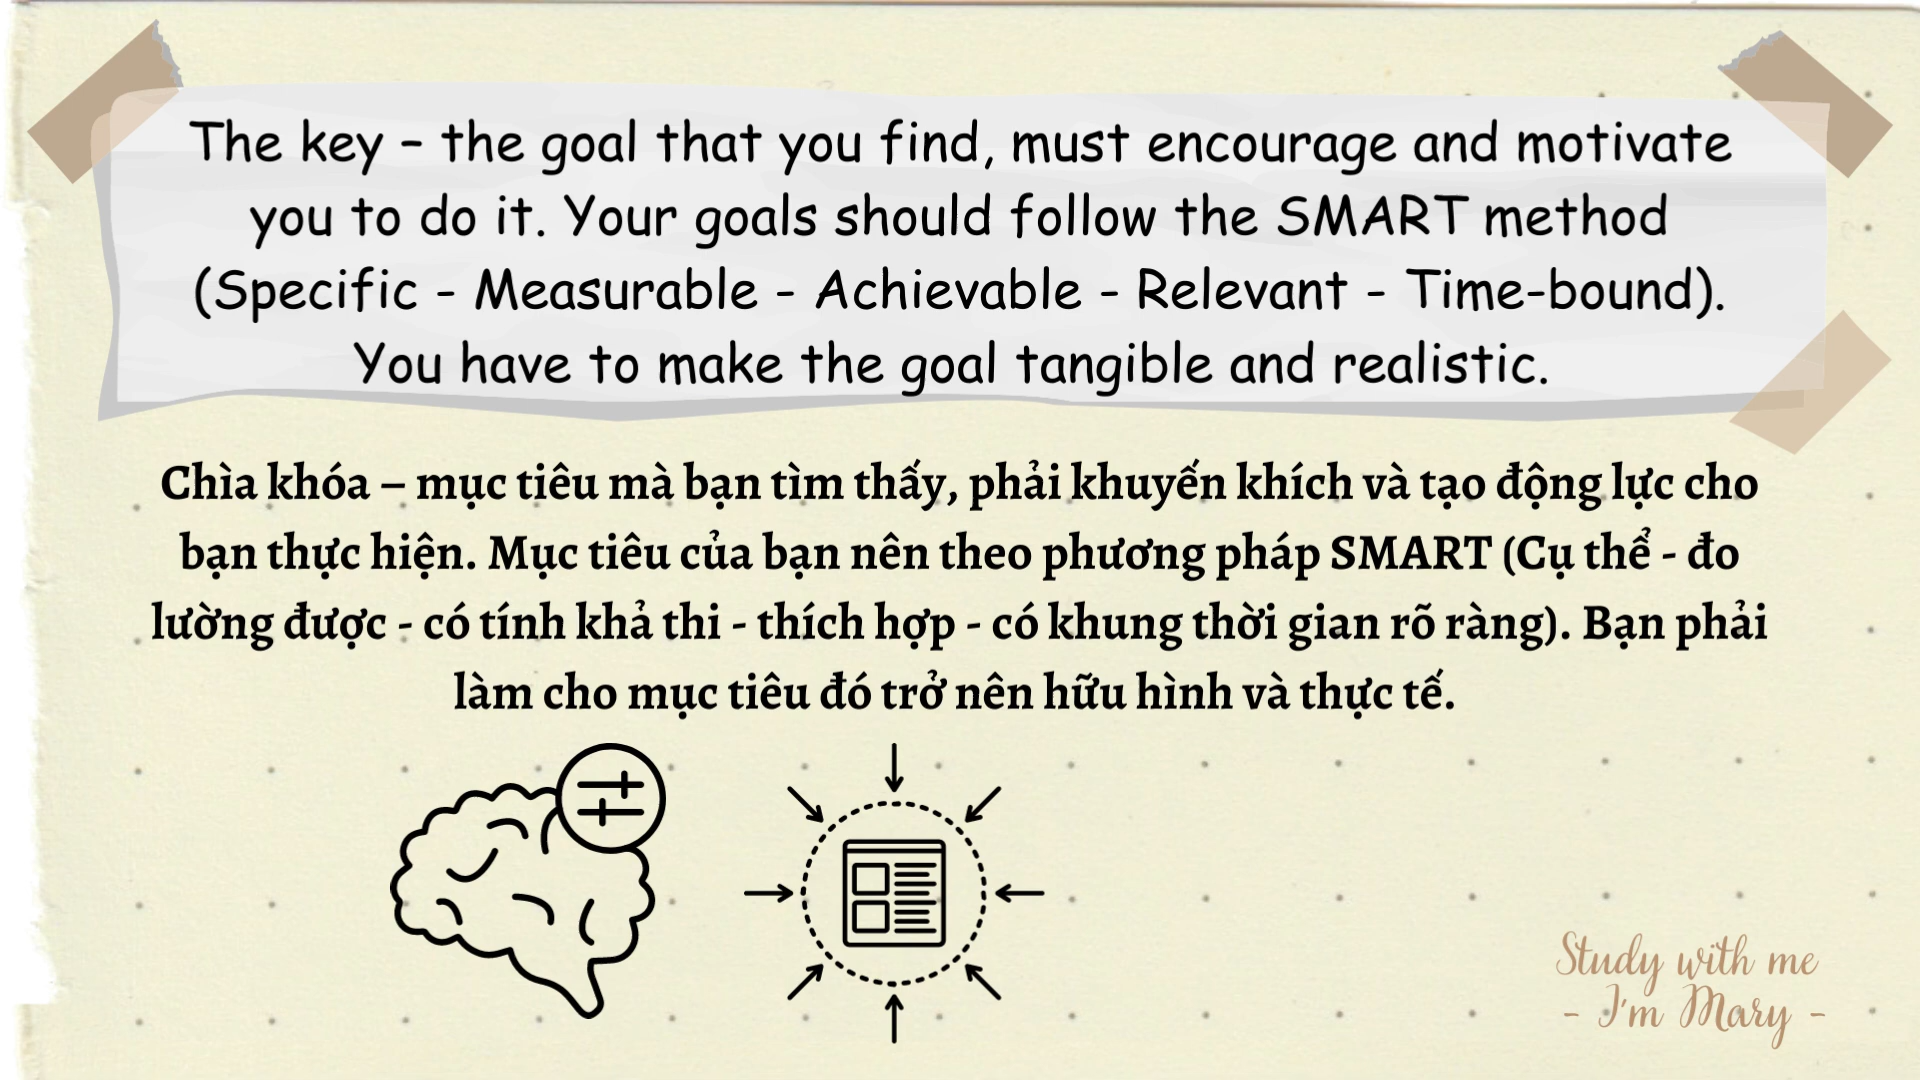 The key – the goal that you find, must encourage and motivate
you to do it. Your goals should follow the SMART method
(Specific - Measurable - Achievable - Relevant - Time-bound).
You have to make the goal tangible and realistic.
Chìa khóa – mục tiêu mà bạn tìm thấy, phải khuyến khích và tạo động lực cho
bạn thực hiện. Mục tiêu của bạn nên theo phương pháp SMART (Cụ thể - đo
lường được - có tính khả thi - thích hợp - có khung thời gian rõ ràng). Bạn phải
làm cho mục tiêu đó trở nên hữu hình và thực tế.
Study with me
- I'm Mary -